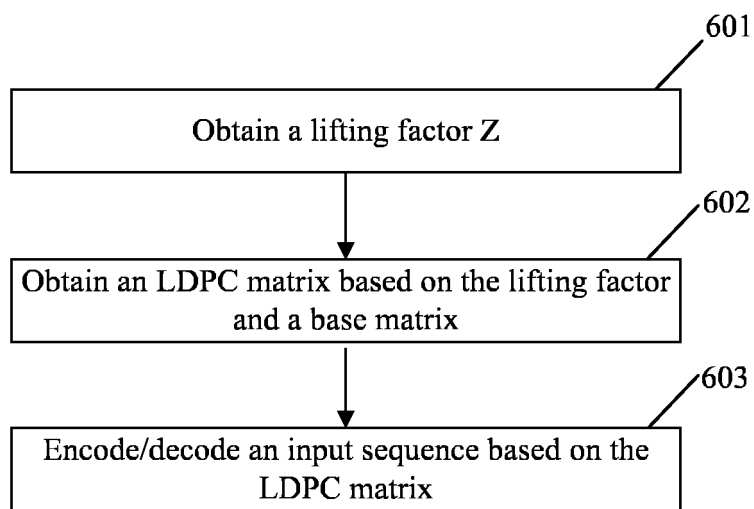 601
Obtain a lifting factor Z
602
Obtain an LDPC matrix based on the lifting factor
and a base matrix
603
Encode/decode an input sequence based on the
LDPC matrix